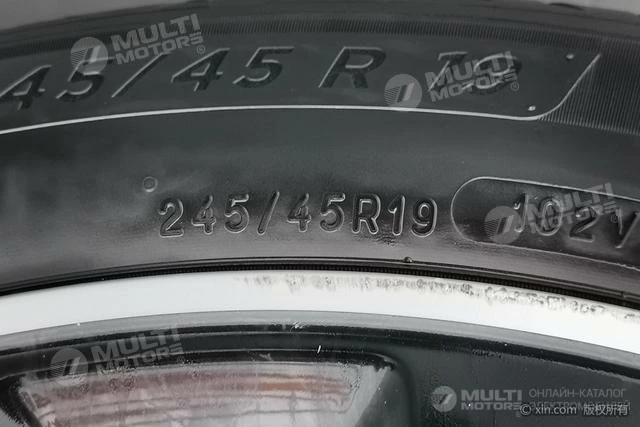 MULTI MOTORS
MULTI MOTORS
45/45 R 19
245/45R19
MULTI MOTORS
MULTI MOTORS
MULTI MOTORS
ОНЛАЙН-КАТАЛОГ
ЭЛЕКТРОМОБИЛЕЙ
@ xin.com 版权所有